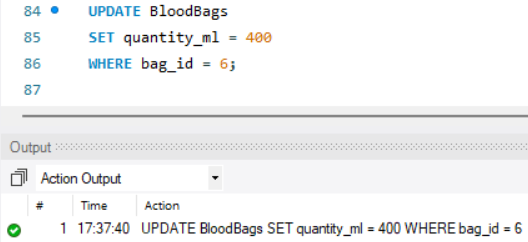 84 UPDATE BloodBags
85 SET quantity_ml = 400
86 WHERE bag_id = 6;
87
Output
Action Output
# Time Action
1 17:37:40 UPDATE BloodBags SET quantity_ml = 400 WHERE bag_id = 6